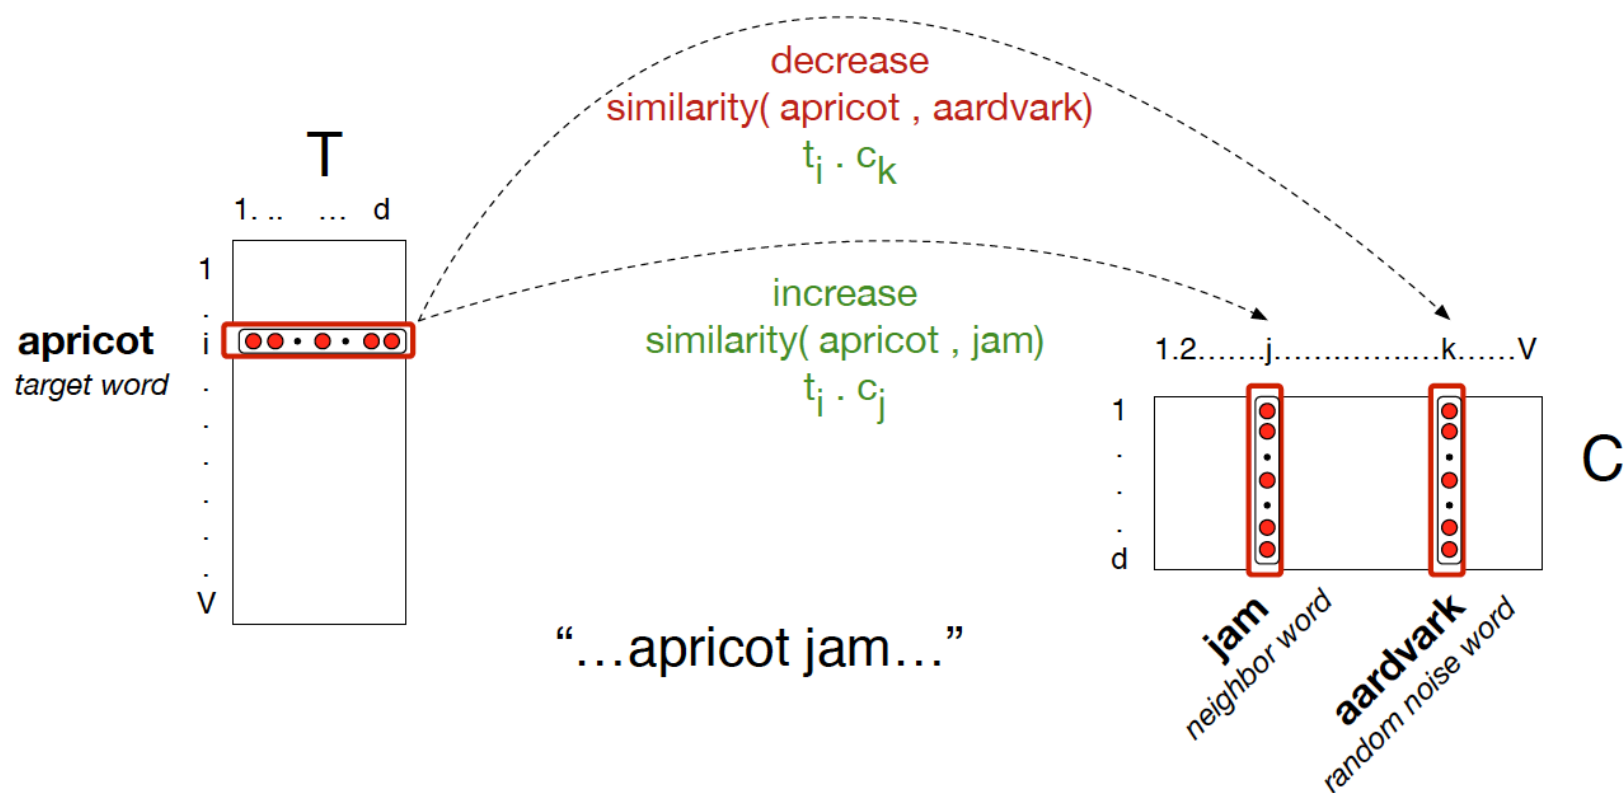 decrease
similarity( apricot , aardvark)
tᵢ . cₖ
T
1. .. ... d
1
.
apricot
i
target word
.
.
.
.
.
.
V
increase
similarity( apricot , jam)
tᵢ . cⱼ
1.2.......j......................k......V
1
.
.
.
d
C
"...apricot jam..."
jam
neighbor word
aardvark
random noise word